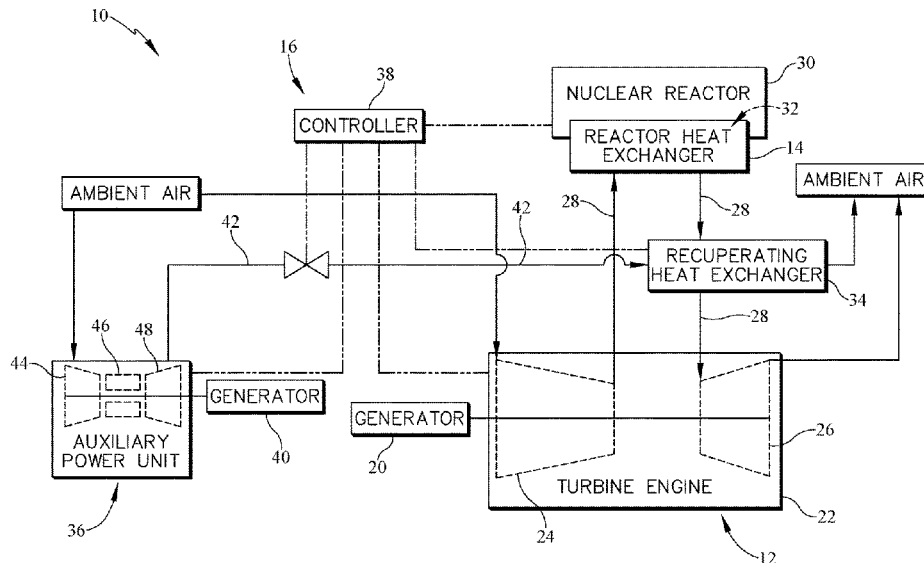 10
16
38
CONTROLLER
30
NUCLEAR REACTOR
32
REACTOR HEAT
EXCHANGER
14
AMBIENT AIR
AMBIENT AIR
42
42
28
28
RECUPERATING
HEAT EXCHANGER
34
28
44
46
48
GENERATOR
40
AUXILIARY
POWER UNIT
36
GENERATOR
20
26
TURBINE ENGINE
24
22
12